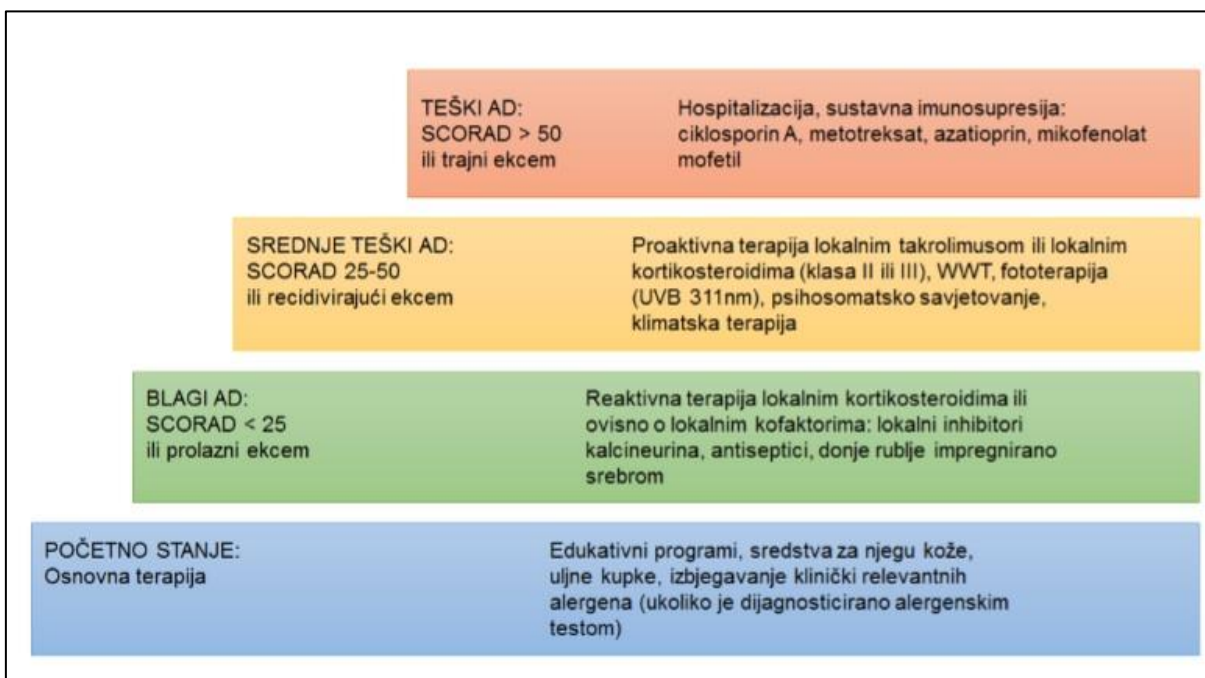 TEŠKI AD:
SCORAD > 50
ili trajni ekcem
Hospitalizacija, sustavna imunosupresija:
ciklosporin A, metotreksat, azatioprin, mikofenolat
mofetil
SREDNJE TEŠKI AD:
SCORAD 25-50
ili recidivirajući ekcem
Proaktivna terapija lokalnim takrolimusom ili lokalnim
kortikosteroidima (klasa II ili III), WWT, fototerapija
(UVB 311nm), psihosomatsko savjetovanje,
klimatska terapija
BLAGI AD:
SCORAD < 25
ili prolazni ekcem
Reaktivna terapija lokalnim kortikosteroidima ili
ovisno o lokalnim kofaktorima: lokalni inhibitori
kalcineurina, antiseptici, donje rublje impregnirano
srebrom
POČETNO STANJE:
Osnovna terapija
Edukativni programi, sredstva za njegu kože,
uljne kupke, izbjegavanje klinički relevantnih
alergena (ukoliko je dijagnosticirano alergenskim
testom)